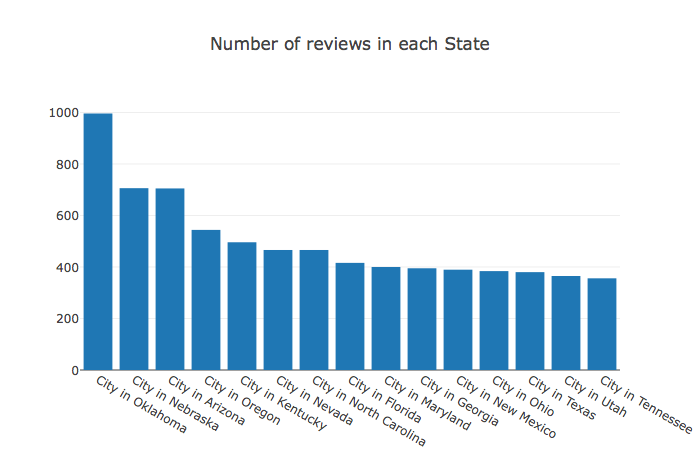 Number of reviews in each State
1000
800
600
400
200
0
City in Oklahoma
City in Nebraska
City in Arizona
City in Oregon
City in Kentucky
City in Nevada
City in North Carolina
City in Florida
City in Maryland
City in Georgia
City in New Mexico
City in Ohio
City in Texas
City in Utah
City in Tennessee